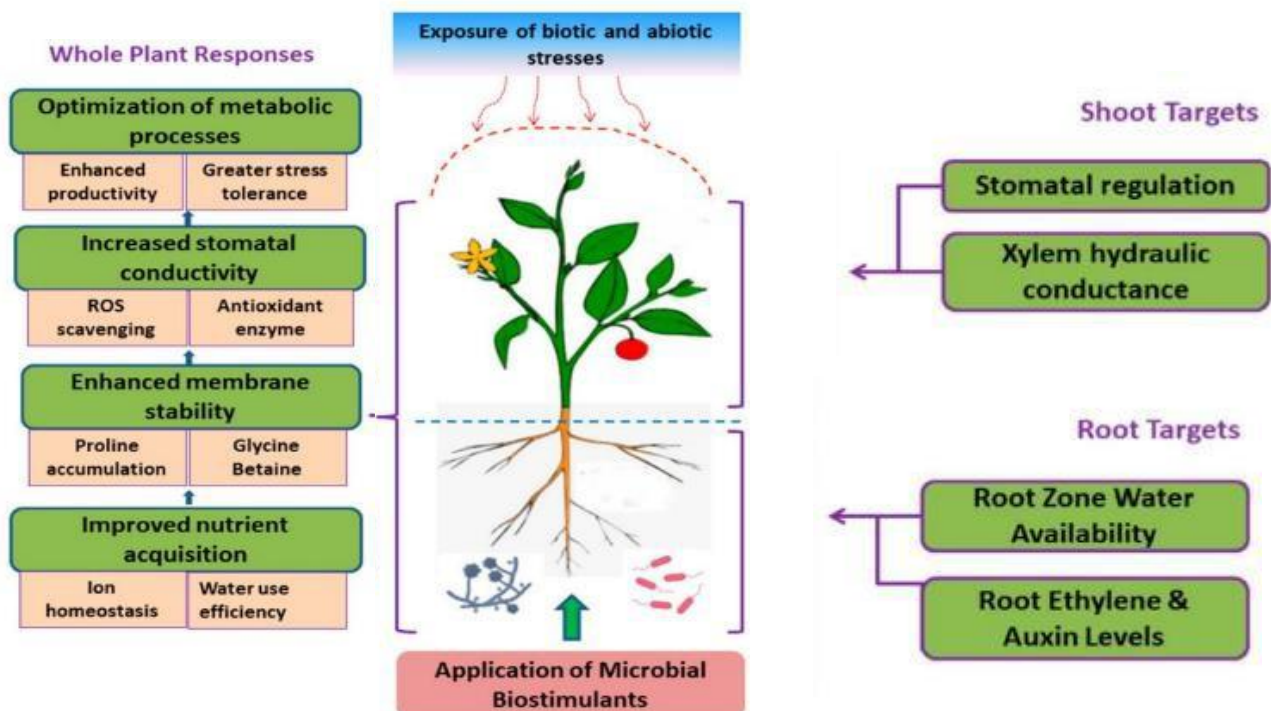 Whole Plant Responses
Optimization of metabolic
processes
Enhanced
productivity
Greater stress
tolerance
Increased stomatal
conductivity
ROS
scavenging
Antioxidant
enzyme
Enhanced membrane
stability
Proline
accumulation
Glycine
Betaine
Improved nutrient
acquisition
Ion
homeostasis
Water use
efficiency
Exposure of biotic and abiotic
stresses
Application of Microbial
Biostimulants
Shoot Targets
Stomatal regulation
Xylem hydraulic
conductance
Root Targets
Root Zone Water
Availability
Root Ethylene &
Auxin Levels